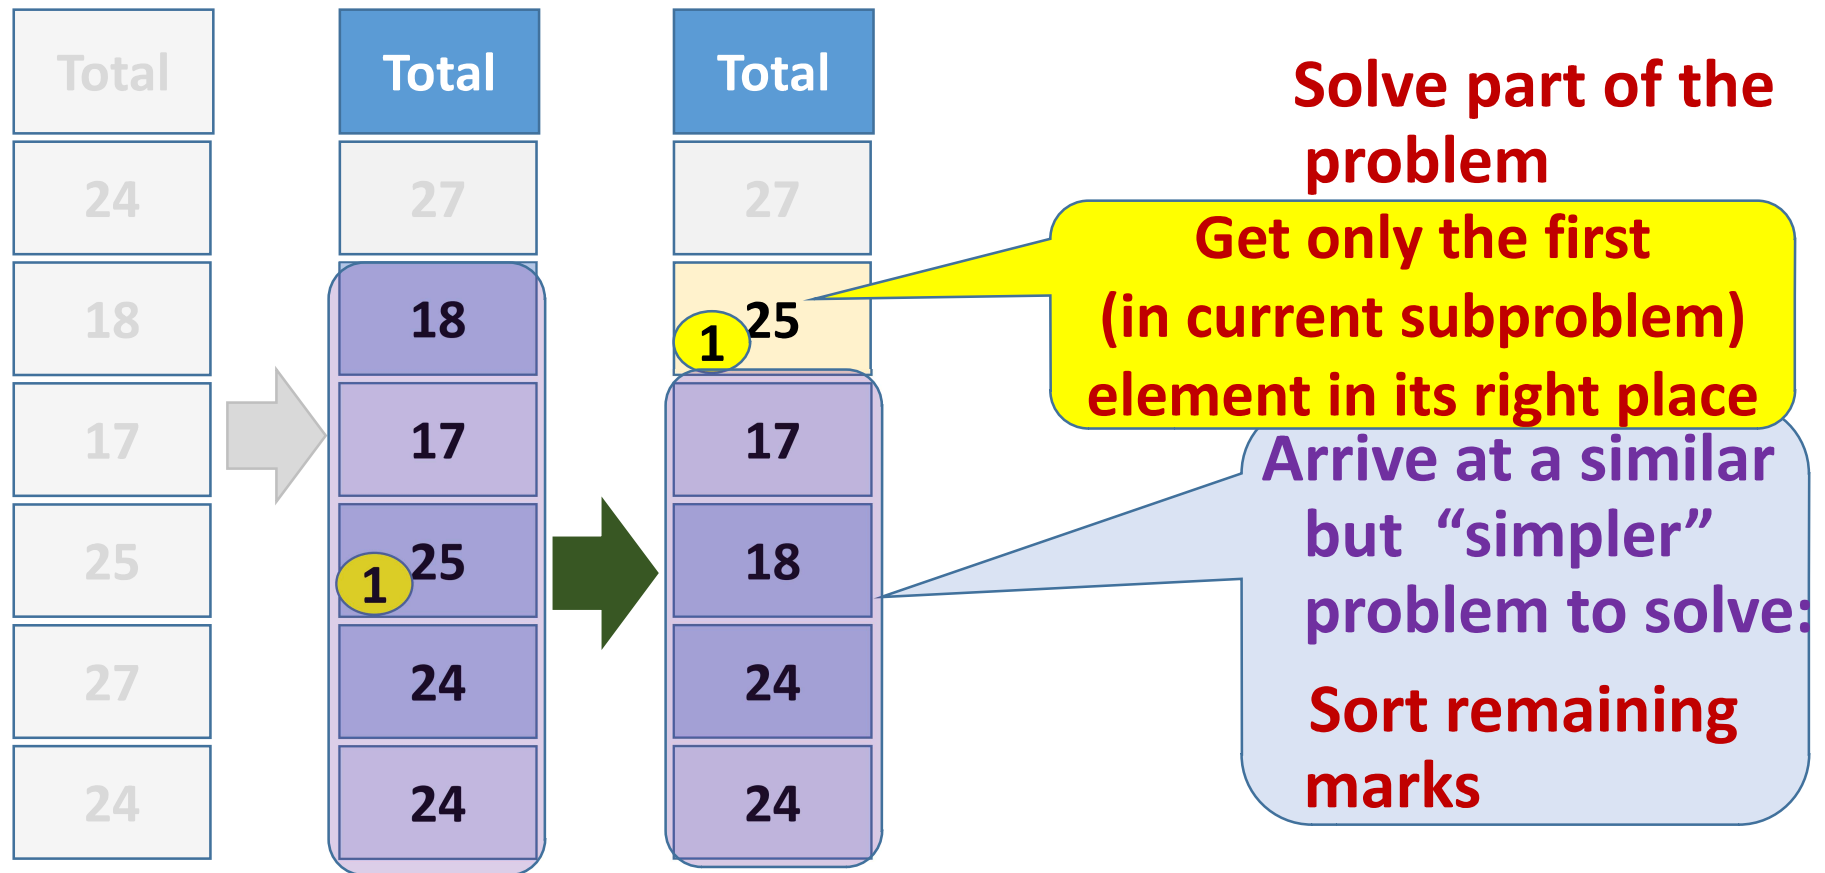 Total
24
18
17
25
27
24
Total
27
18
17
1 25
24
24
Total
27
1 25
17
18
24
24
Solve part of the
problem
Get only the first
(in current subproblem)
element in its right place
Arrive at a similar
but “simpler”
problem to solve:
Sort remaining
marks